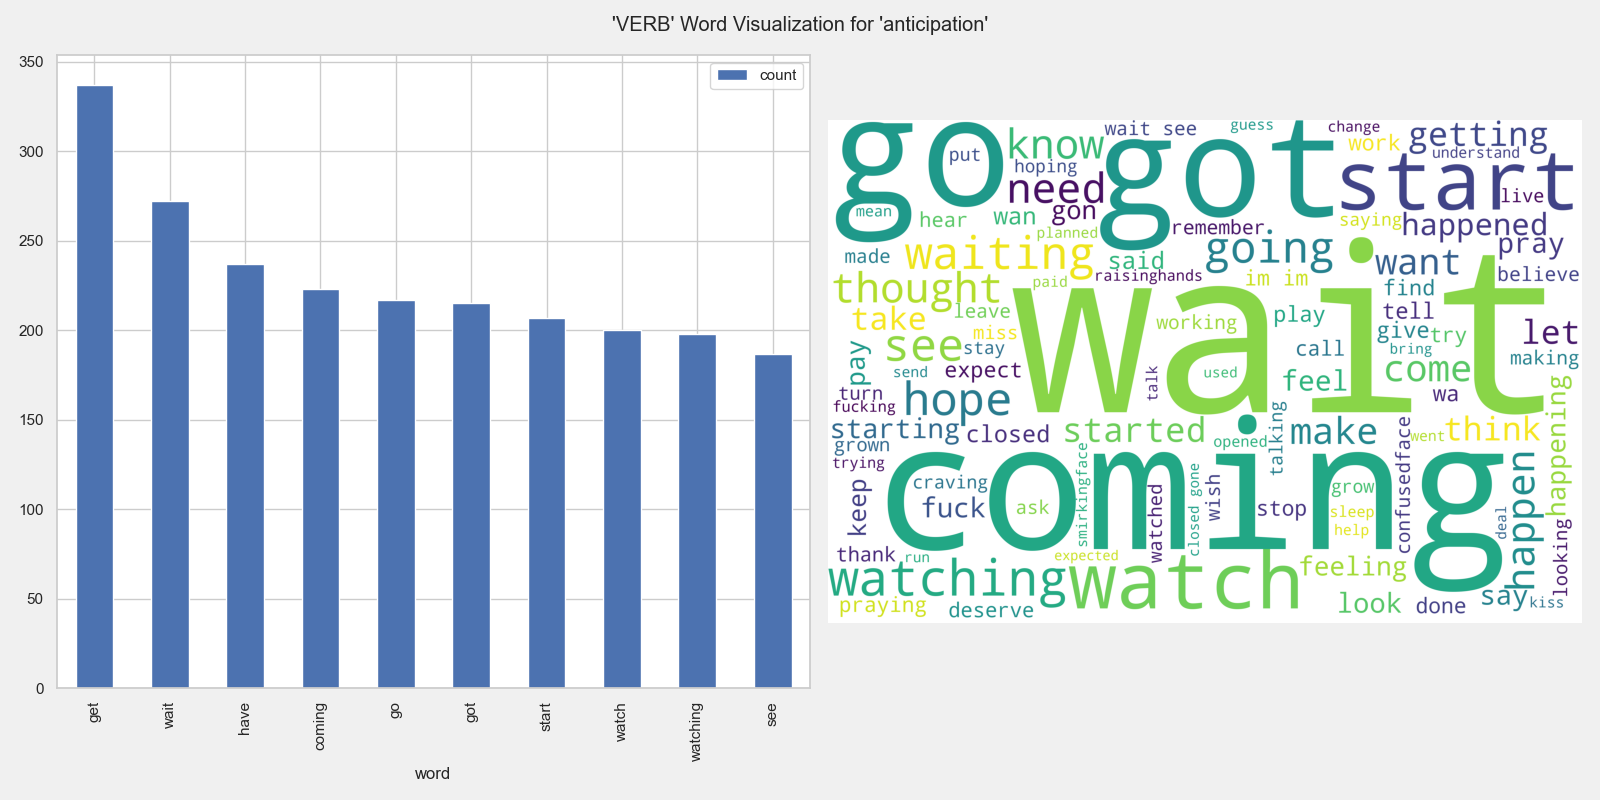 'VERB' Word Visualization for 'anticipation'
350
300
250
200
150
100
50
0
count
get
wait
have
coming
go
got
start
watch
watching
see
word
go
got
know
wait see
guess
change
getting
put
hoping
work
understand
start
need
live
mean
hear
wan
gon
remember
saying
happened
planned
waiting
said
going
made
raisinghands
want
pray
believe
thought
paid
im im
find
wait
take
leave
working
play
tell
let
miss
give
try
see
stay
call
bring
making
pay
send
expect
talk
used
feel
come
turn
hope
wa
fucking
starting
closed
started
opened
make
went
think
happening
grown
talking
trying
coming
keep
craving
smirkingface
closed gone
wish
grow
confusedface
happen
fuck
ask
watched
stop
sleep
help
deal
looking
thank
run
expected
watching
watch
feeling
praying
deserve
look
done
say
kiss